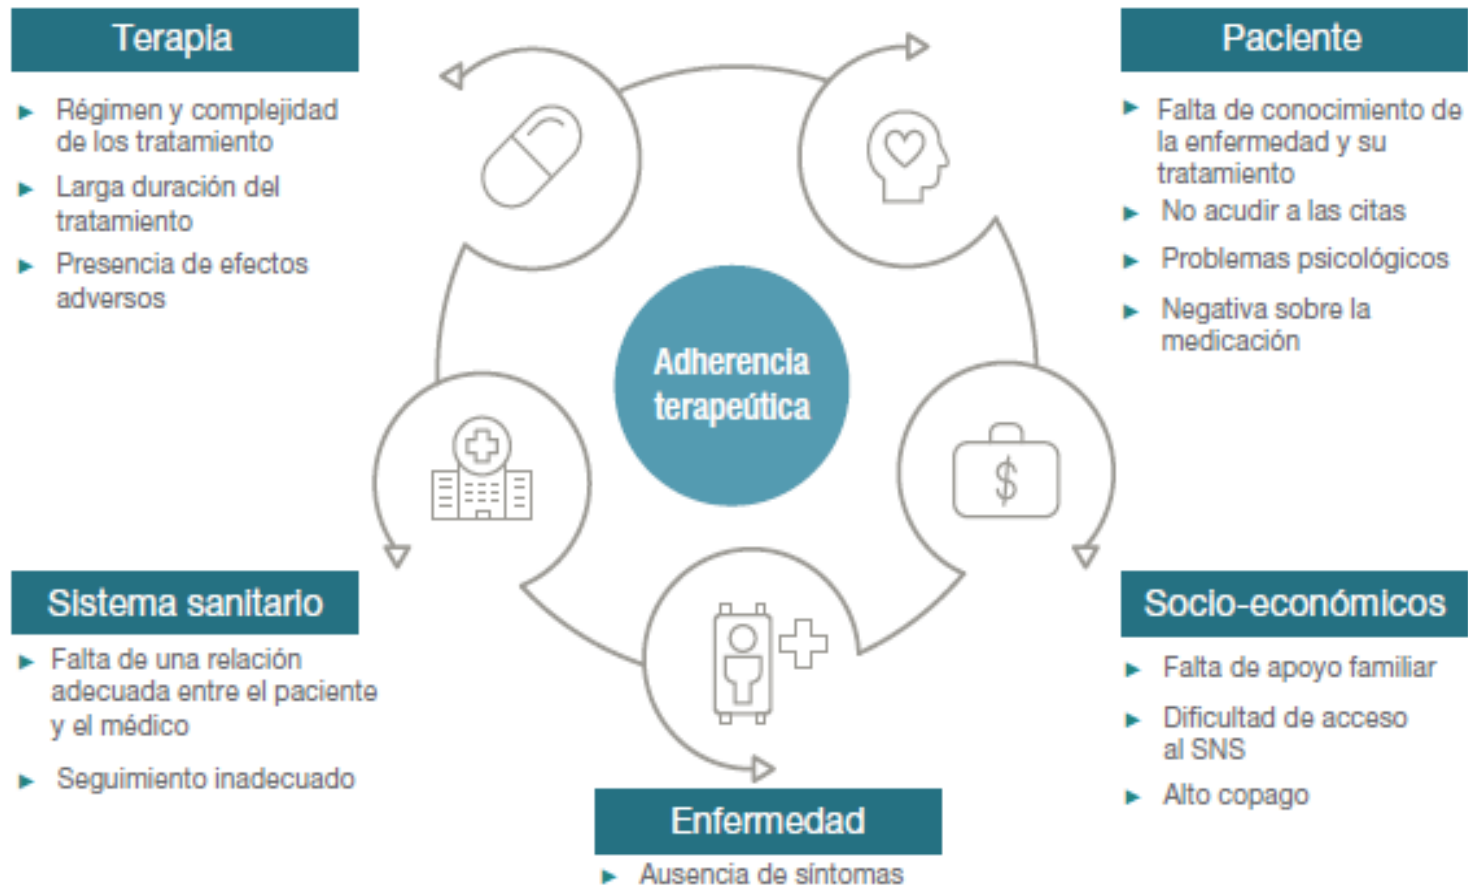 Terapia
Régimen y complejidad
de los tratamiento
Larga duración del
tratamiento
Presencia de efectos
adversos
Paciente
Falta de conocimiento de
la enfermedad y su
tratamiento
No acudir a las citas
Problemas psicológicos
Negativa sobre la
medicación
Adherencia
terapeútica
$
Sistema sanitario
Falta de una relación
adecuada entre el paciente
y el médico
Seguimiento inadecuado
Socio-económicos
Falta de apoyo familiar
Dificultad de acceso
al SNS
Alto copago
Enfermedad
Ausencia de síntomas